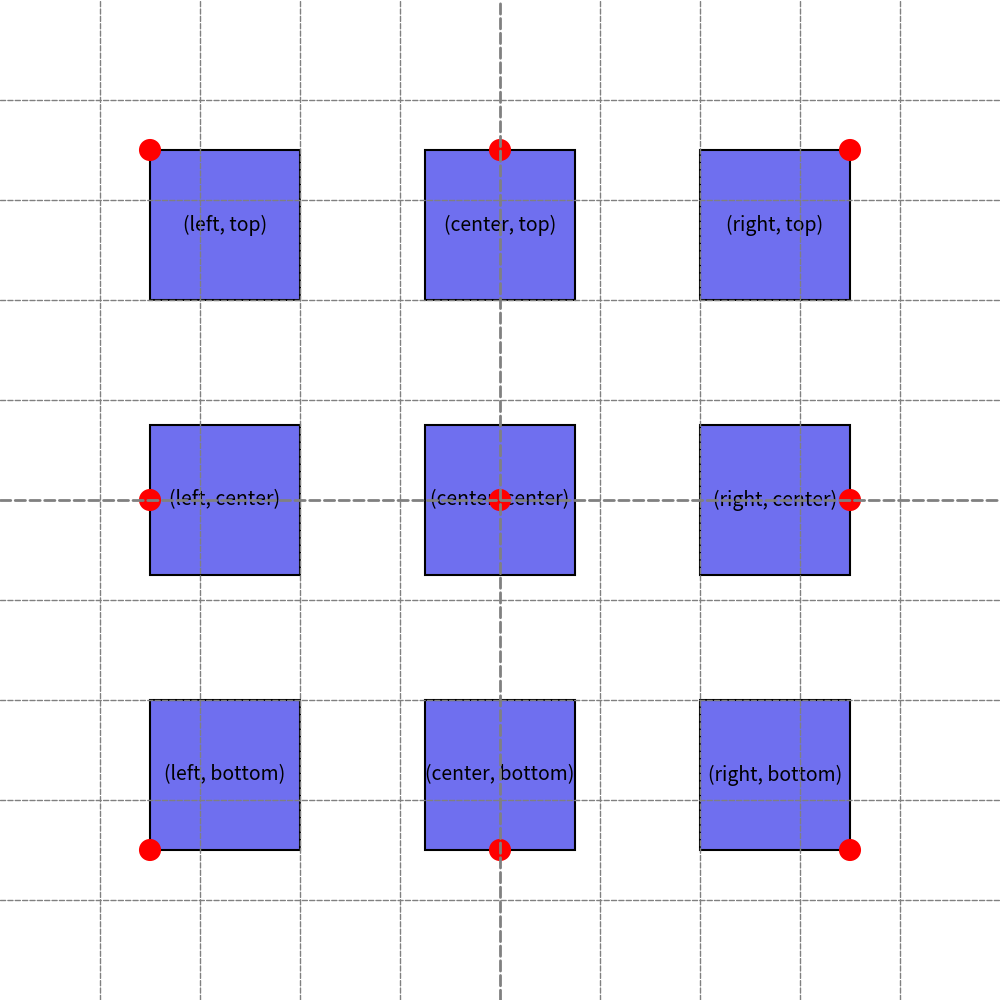 (left, top)
(center, top)
(right, top)
(left, center)
(center, center)
(right, center)
(left, bottom)
(center, bottom)
(right, bottom)